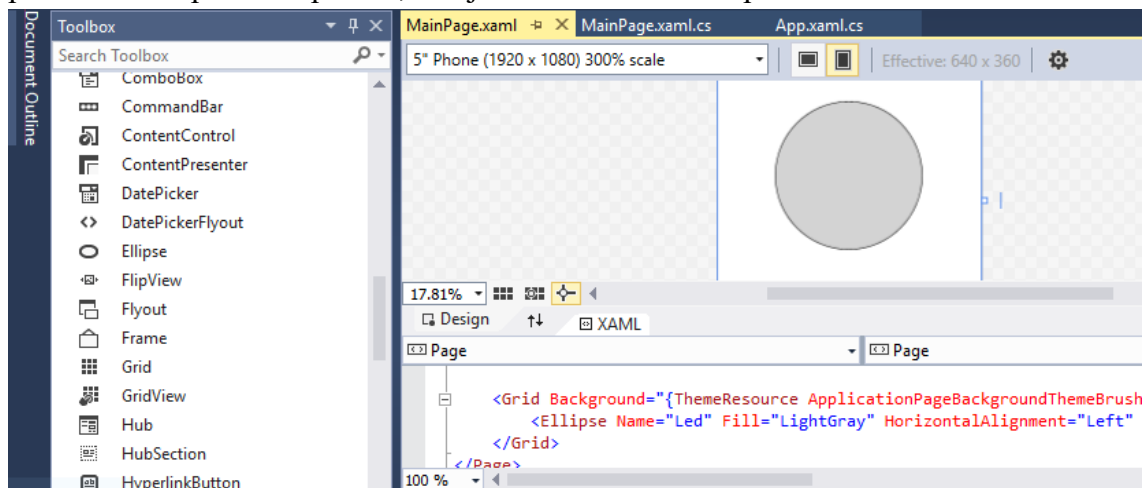 Document Outline
Toolbox
Search Toolbox
ComboBox
CommandBar
ContentControl
ContentPresenter
DatePicker
DatePickerFlyout
Ellipse
FlipView
Flyout
Frame
Grid
GridView
Hub
HubSection
HyperlinkButton
MainPage.xaml MainPage.xaml.cs App.xaml.cs
5" Phone (1920 x 1080) 300% scale Effective: 640 x 360
17.81%
Design XAML
Page Page
<Grid Background="{ThemeResource ApplicationPageBackgroundThemeBrush
<Ellipse Name="Led" Fill="LightGray" HorizontalAlignment="Left"
</Grid>
</Page>
100 %